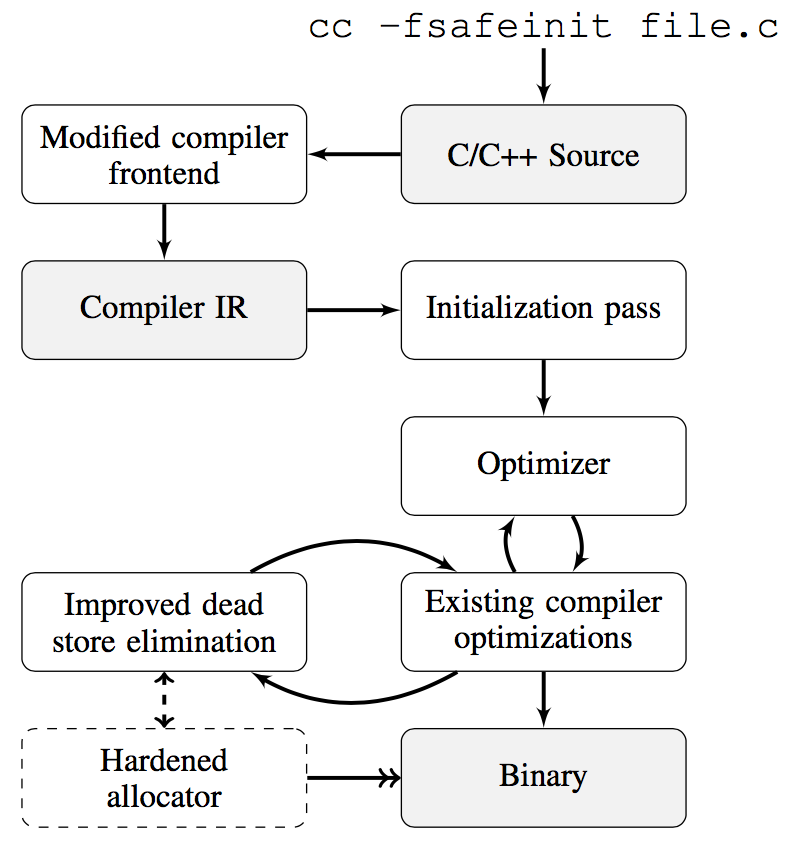 cc -fsafeinit file.c
Modified compiler
frontend
C/C++ Source
Compiler IR
Initialization pass
Optimizer
Improved dead
store elimination
Existing compiler
optimizations
Hardened
allocator
Binary